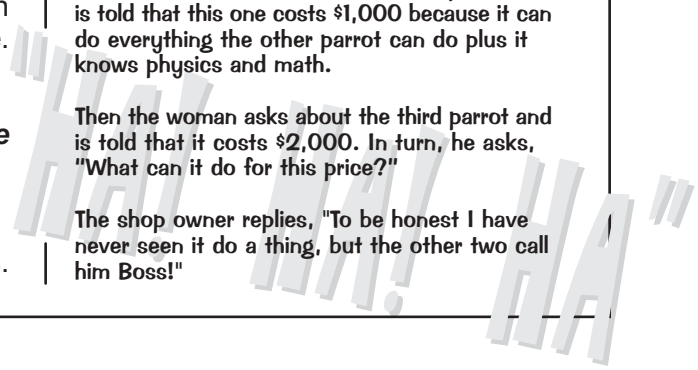 is told that this one costs $1,000 because it can
do everything the other parrot can do plus it
knows physics and math.
Then the woman asks about the third parrot and
is told that it costs $2,000. In turn, he asks,
"What can it do for this price?"
The shop owner replies, "To be honest I have
never seen it do a thing, but the other two call
him Boss!"
"HA! HA! HA"